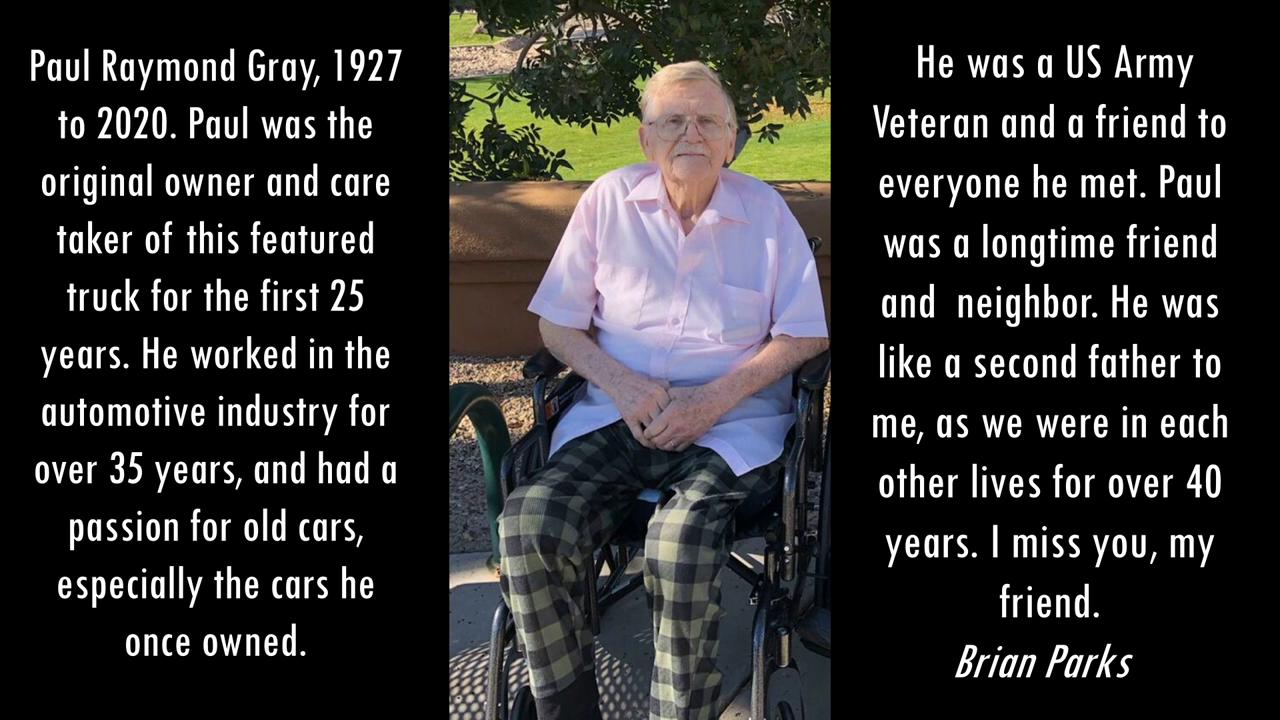 Paul Raymond Gray, 1927
to 2020. Paul was the
original owner and care
taker of this featured
truck for the first 25
years. He worked in the
automotive industry for
over 35 years, and had a
passion for old cars,
especially the cars he
once owned.
He was a US Army
Veteran and a friend to
everyone he met. Paul
was a longtime friend
and  neighbor. He was
like a second father to
me, as we were in each
other lives for over 40
years. I miss you, my
friend.
Brian Parks